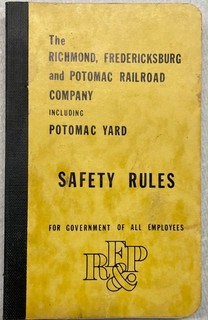 The
RICHMOND, FREDERICKSBURG
and POTOMAC RAILROAD
COMPANY
INCLUDING
POTOMAC YARD
SAFETY RULES
FOR GOVERNMENT OF ALL EMPLOYEES
RF&P